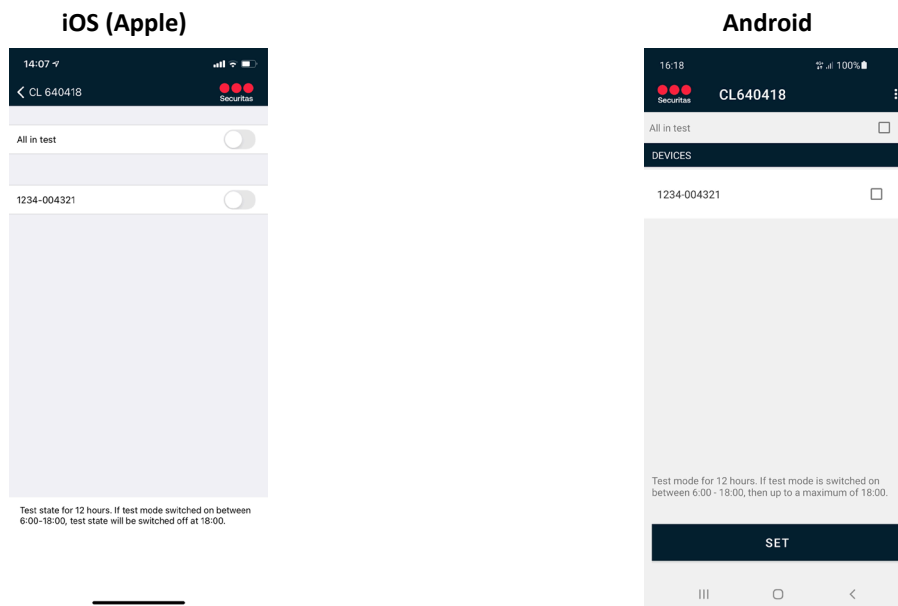 iOS (Apple)
14:07
CL 640418
Securitas
All in test
1234-004321
Test state for 12 hours. If test mode switched on between
6:00-18:00, test state will be switched off at 18:00.
Android
16:18
100%
Securitas
CL640418
All in test
DEVICES
1234-004321
Test mode for 12 hours. If test mode is switched on
between 6:00 - 18:00, then up to a maximum of 18:00.
SET